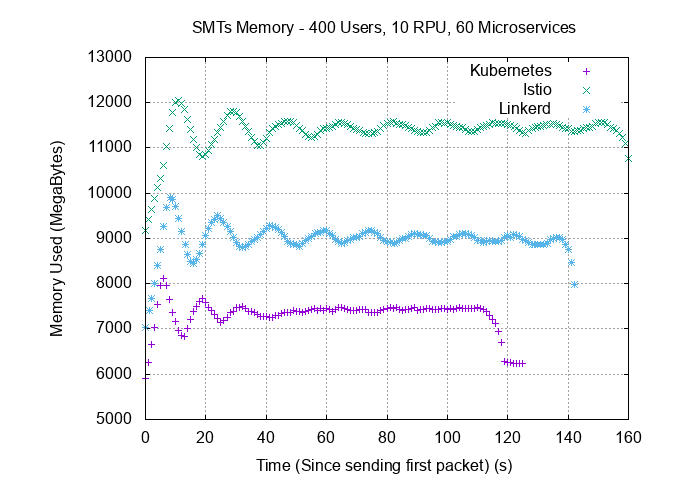 SMTs Memory - 400 Users, 10 RPU, 60 Microservices
13000
12000
11000
10000
9000
8000
7000
6000
5000
Memory Used (MegaBytes)
Kubernetes
Istio
Linkerd
0 20 40 60 80 100 120 140 160
Time (Since sending first packet) (s)